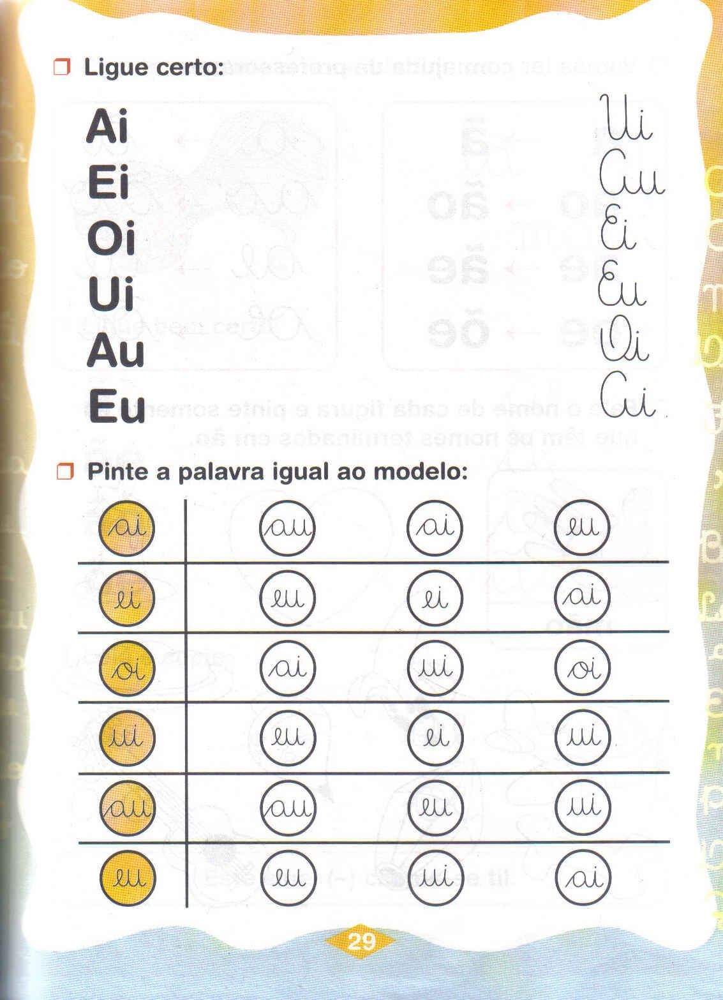 Ligue certo:
Ai Ui
Ei Au
Oi Ei
Ui Eu
Au Oi
Eu Ai
Pinte a palavra igual ao modelo:
ai au ai eu
ei eu ei ai
oi ai ui oi
ui eu ei ui
au au eu ui
eu eu ui ai
29